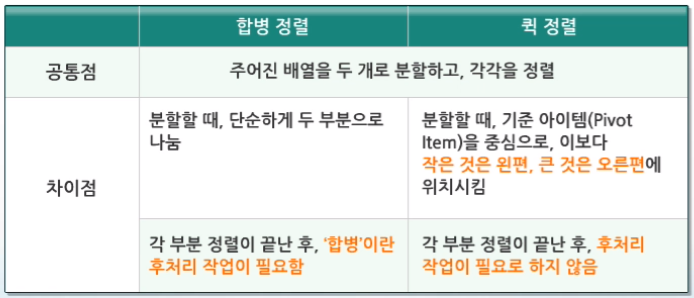 합병 정렬 퀵 정렬
공통점 주어진 배열을 두 개로 분할하고, 각각을 정렬
차이점
분할할 때, 단순하게 두 부분으로
나눔
분할할 때, 기준 아이템(Pivot
Item)을 중심으로, 이보다
작은 것은 왼편, 큰 것은 오른편에
위치시킴
각 부분 정렬이 끝난 후, '합병'이란
후처리 작업이 필요함
각 부분 정렬이 끝난 후, 후처리
작업이 필요로 하지 않음